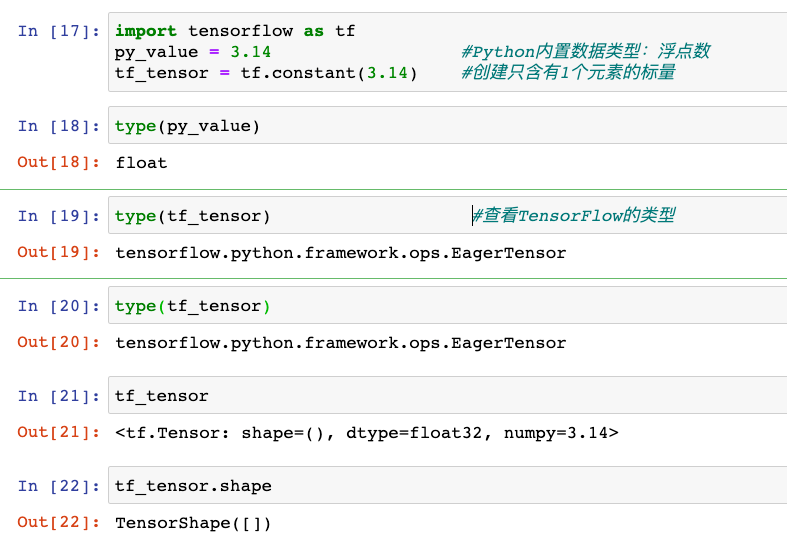 In [17]: import tensorflow as tf
py_value = 3.14 #Python内置数据类型：浮点数
tf_tensor = tf.constant(3.14) #创建只含有1个元素的标量
In [18]: type(py_value)
Out[18]: float
In [19]: type(tf_tensor) #查看TensorFlow的类型
Out[19]: tensorflow.python.framework.ops.EagerTensor
In [20]: type(tf_tensor)
Out[20]: tensorflow.python.framework.ops.EagerTensor
In [21]: tf_tensor
Out[21]: <tf.Tensor: shape=(), dtype=float32, numpy=3.14>
In [22]: tf_tensor.shape
Out[22]: TensorShape([])